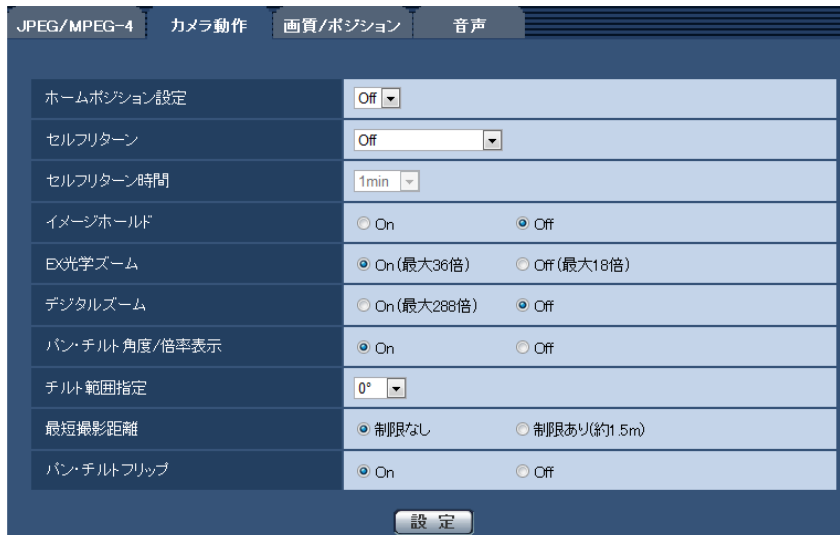 JPEG/MPEG-4 カメラ動作 画質/ポジション 音声
ホームポジション設定 Off
セルフリターン Off
セルフリターン時間 1min
イメージホールド On Off
EX光学ズーム On(最大36倍) Off(最大18倍)
デジタルズーム On(最大288倍) Off
パン・チルト角度/倍率表示 On Off
チルト範囲指定 0°
最短撮影距離 制限なし 制限あり(約1.5m)
パン・チルトフリップ On Off
設 定